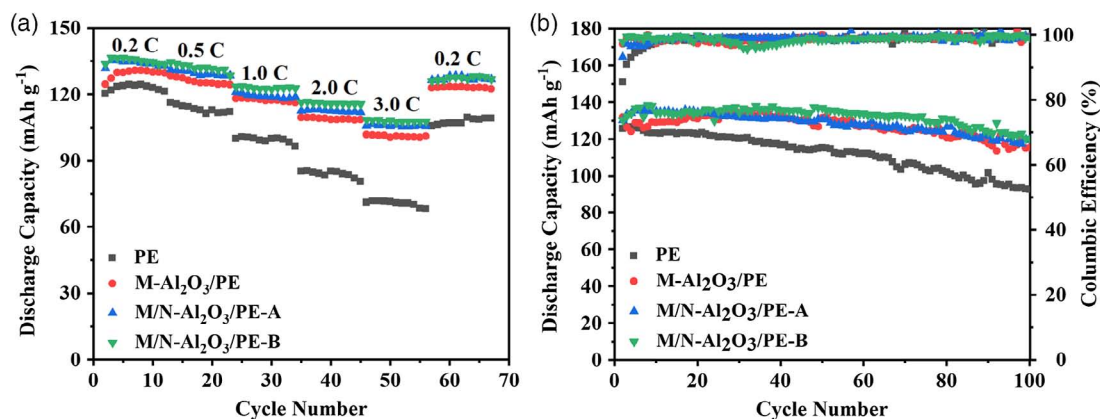 (a)
150
120
90
60
30
0
Discharge Capacity (mAh g⁻¹)
0.2 C
0.5 C
1.0 C
2.0 C
3.0 C
0.2 C
PE
M-Al₂O₃/PE
M/N-Al₂O₃/PE-A
M/N-Al₂O₃/PE-B
0 10 20 30 40 50 60 70
Cycle Number
(b)
180
160
140
120
100
80
60
40
20
0
Discharge Capacity (mAh g⁻¹)
PE
M-Al₂O₃/PE
M/N-Al₂O₃/PE-A
M/N-Al₂O₃/PE-B
0 20 40 60 80 100
Cycle Number
100
80
60
40
20
0
Columbic Efficiency (%)